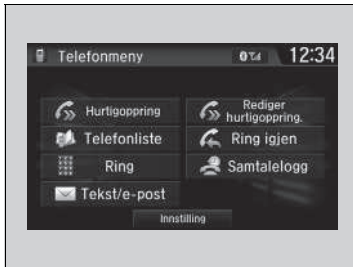 Telefonmeny
12:34
Hurtigoppring
Rediger
hurtigoppring.
Telefonliste
Ring igjen
Ring
Samtalelogg
Tekst/e-post
Innstilling